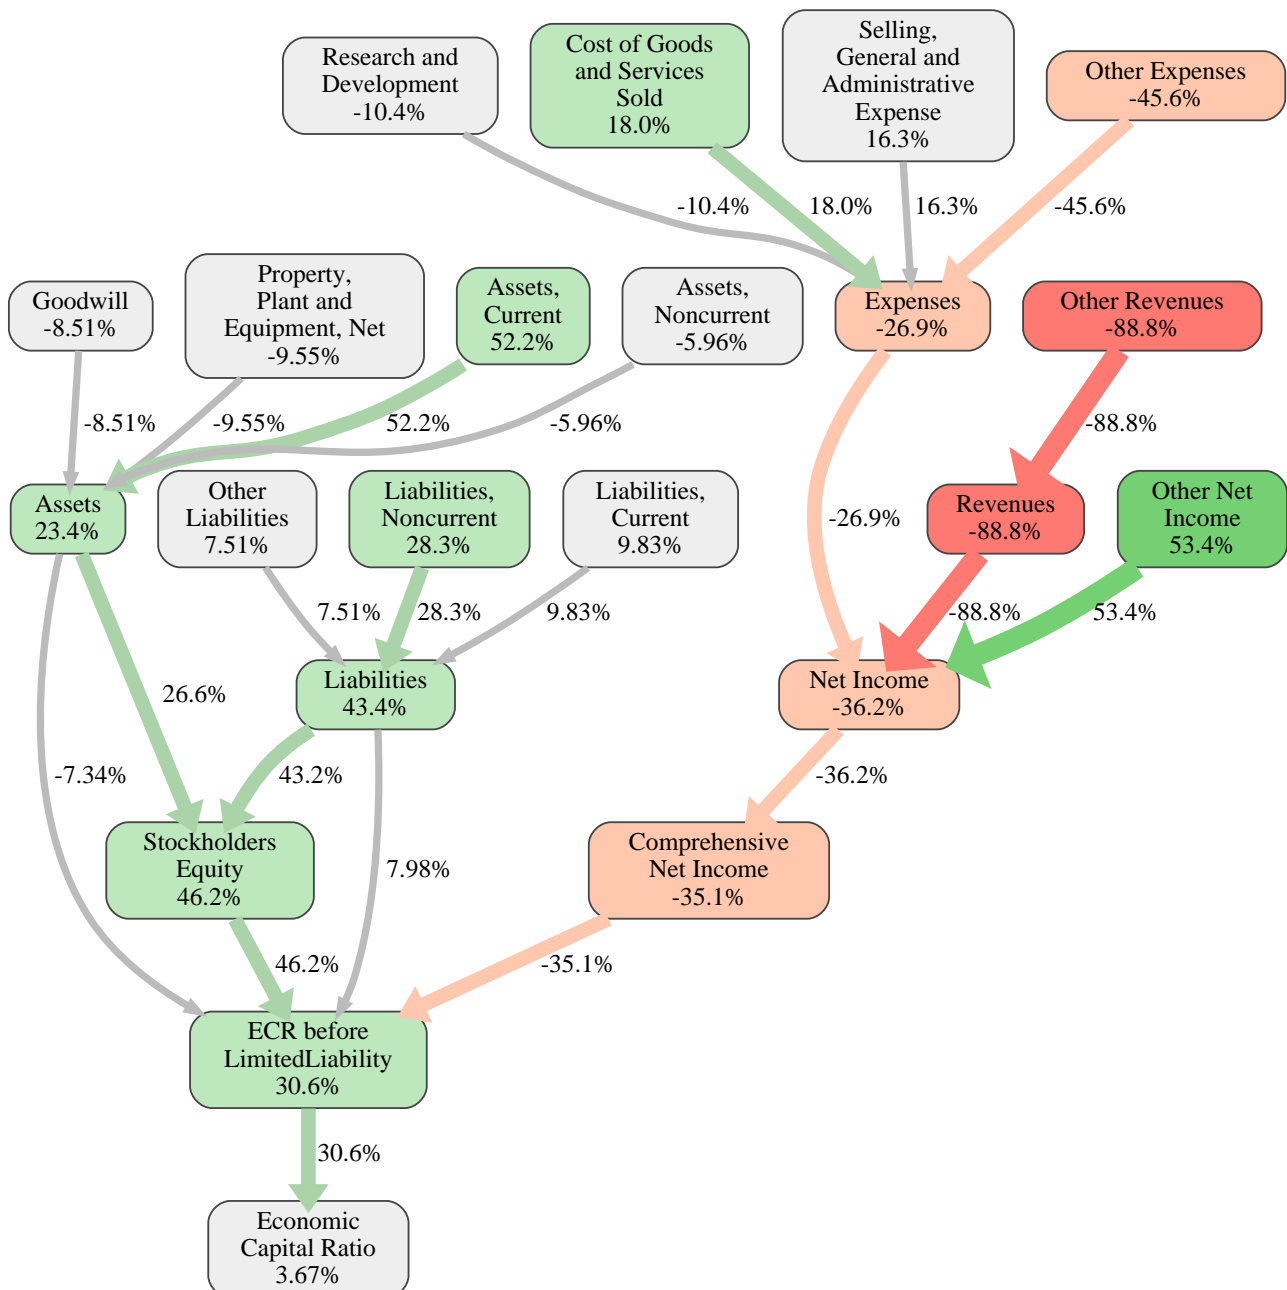 Research and
Development
-10.4%
Cost of Goods
and Services
Sold
18.0%
Selling,
General and
Administrative
Expense
16.3%
Other Expenses
-45.6%
-10.4%
18.0%
16.3%
-45.6%
Goodwill
-8.51%
Property,
Plant and
Equipment, Net
-9.55%
Assets,
Current
52.2%
Assets,
Noncurrent
-5.96%
Expenses
-26.9%
Other Revenues
-88.8%
-8.51%
-9.55%
52.2%
-5.96%
-88.8%
Assets
23.4%
Other
Liabilities
7.51%
Liabilities,
Noncurrent
28.3%
Liabilities,
Current
9.83%
-26.9%
Revenues
-88.8%
Other Net
Income
53.4%
7.51%
28.3%
9.83%
-88.8%
53.4%
26.6%
Liabilities
43.4%
Net Income
-36.2%
-7.34%
43.2%
-36.2%
Stockholders
Equity
46.2%
7.98%
Comprehensive
Net Income
-35.1%
46.2%
-35.1%
ECR before
LimitedLiability
30.6%
30.6%
Economic
Capital Ratio
3.67%